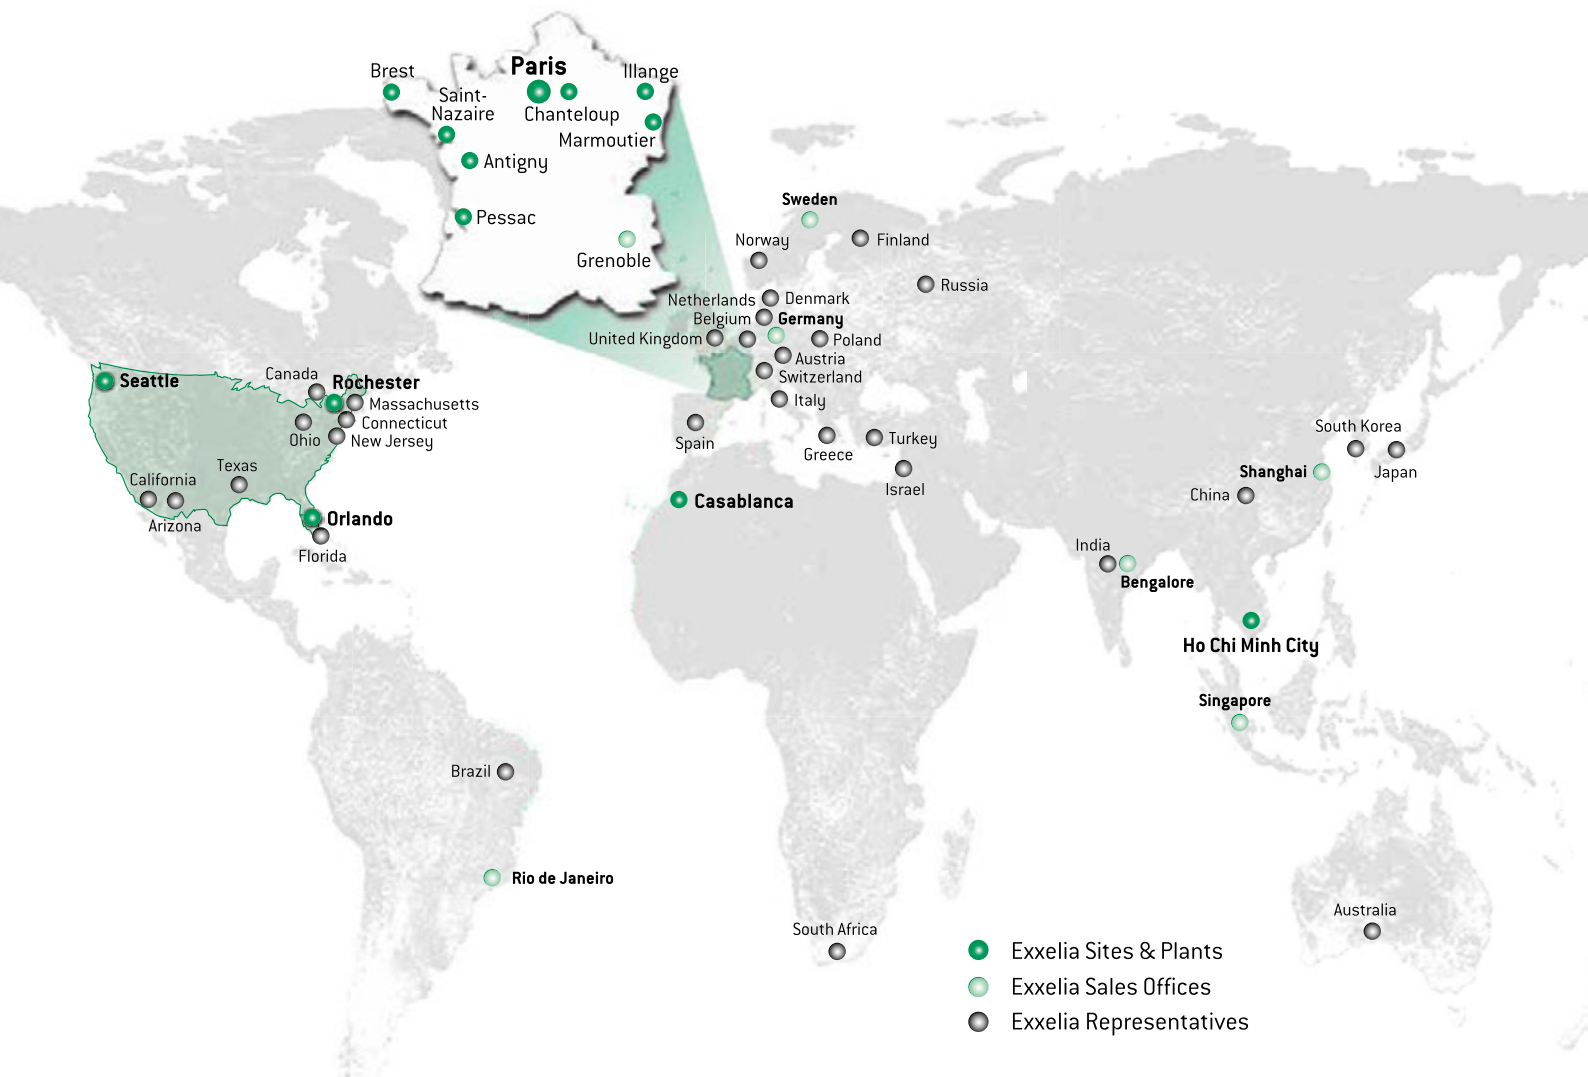 Paris
Brest
Illange
Saint-
Nazaire
Chanteloup
Marmoutier
Antigny
Pessac
Grenoble
Sweden
Norway
Finland
Russia
Netherlands
Denmark
Belgium
Germany
United Kingdom
Poland
Austria
Switzerland
Italy
Spain
Greece
Turkey
Israel
Casablanca
Seattle
Canada
Rochester
Massachusetts
Connecticut
Ohio
New Jersey
Texas
California
Arizona
Orlando
Florida
South Korea
Shanghai
Japan
China
India
Bengalore
Ho Chi Minh City
Singapore
Brazil
Rio de Janeiro
South Africa
Australia
Exxelia Sites & Plants
Exxelia Sales Offices
Exxelia Representatives